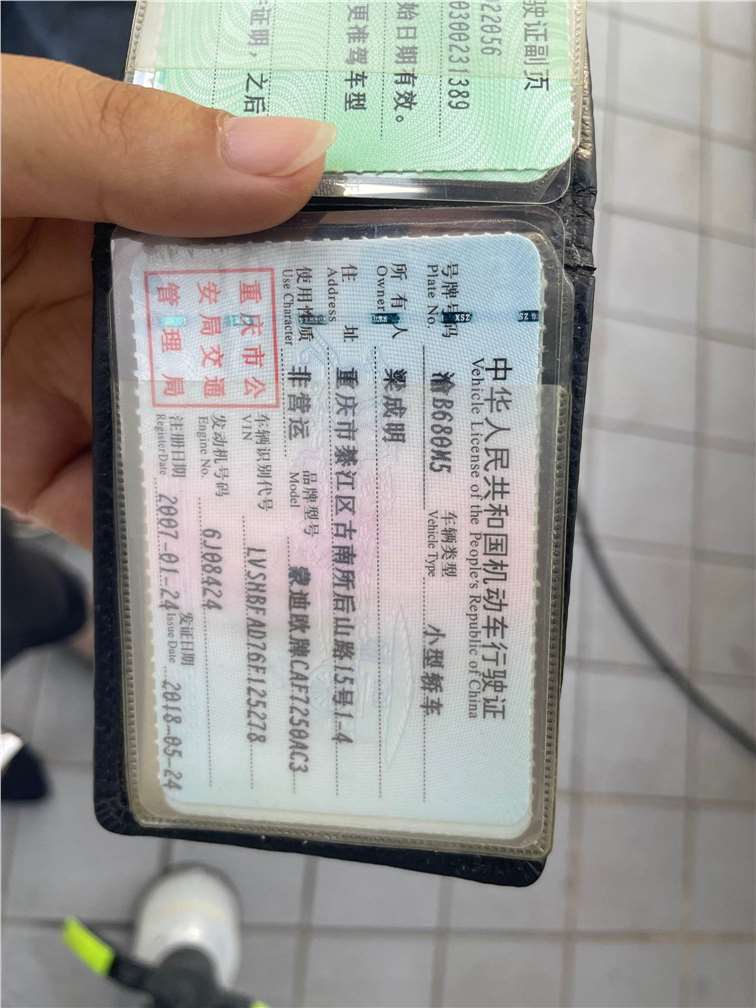 驶证副页
22056
0300231389
始日期有效。
更准驾车型
证明，之后
中华人民共和国机动车行驶证
Vehicle License of the People's Republic of China
号牌号码 渝B680M5 车辆类型 小型轿车
Plate No. Vehicle Type
所有人 梁成明
Owner
住 址 重庆市綦江区古南所后山路15号1-4
Address
使用性质 非营运 品牌型号 蒙迪欧牌CAF7250AC3
Use Character Model
重庆市公
安局交通
管理局
车辆识别代号 LVSHBFAD76F125278
VIN
发动机号码 6J08424
Engine No.
注册日期 2007-01-24 发证日期 2018-05-24
Register Date Issue Date